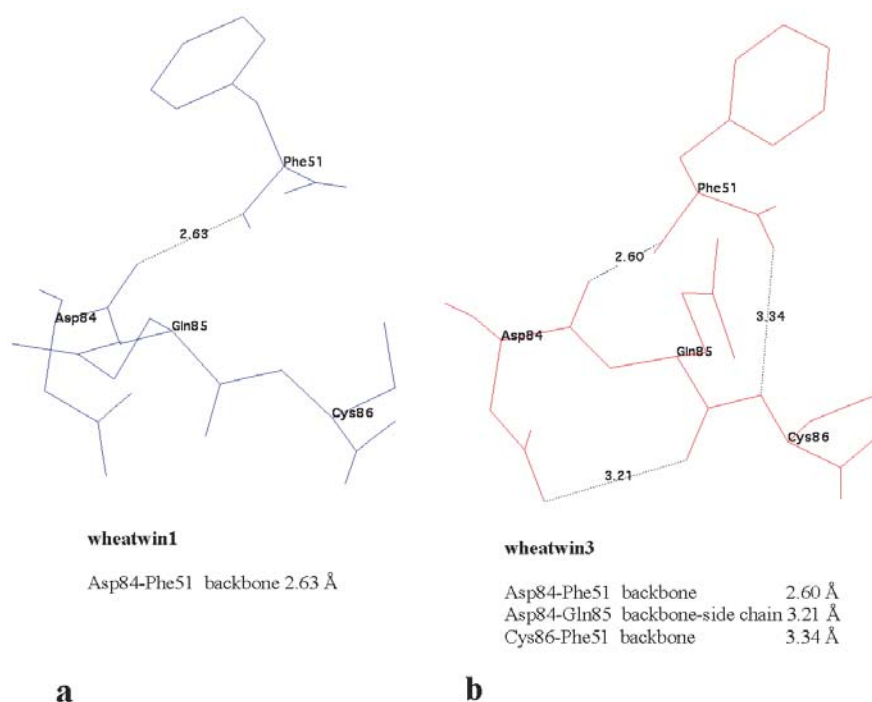 Phe51
2.63
Asp84
Gln85
Cys86
wheatwin1
Asp84-Phe51 backbone 2.63 Å
a
Phe51
2.60
3.34
Asp84
Gln85
Cys86
3.21
wheatwin3
Asp84-Phe51 backbone 2.60 Å
Asp84-Gln85 backbone-side chain 3.21 Å
Cys86-Phe51 backbone 3.34 Å
b